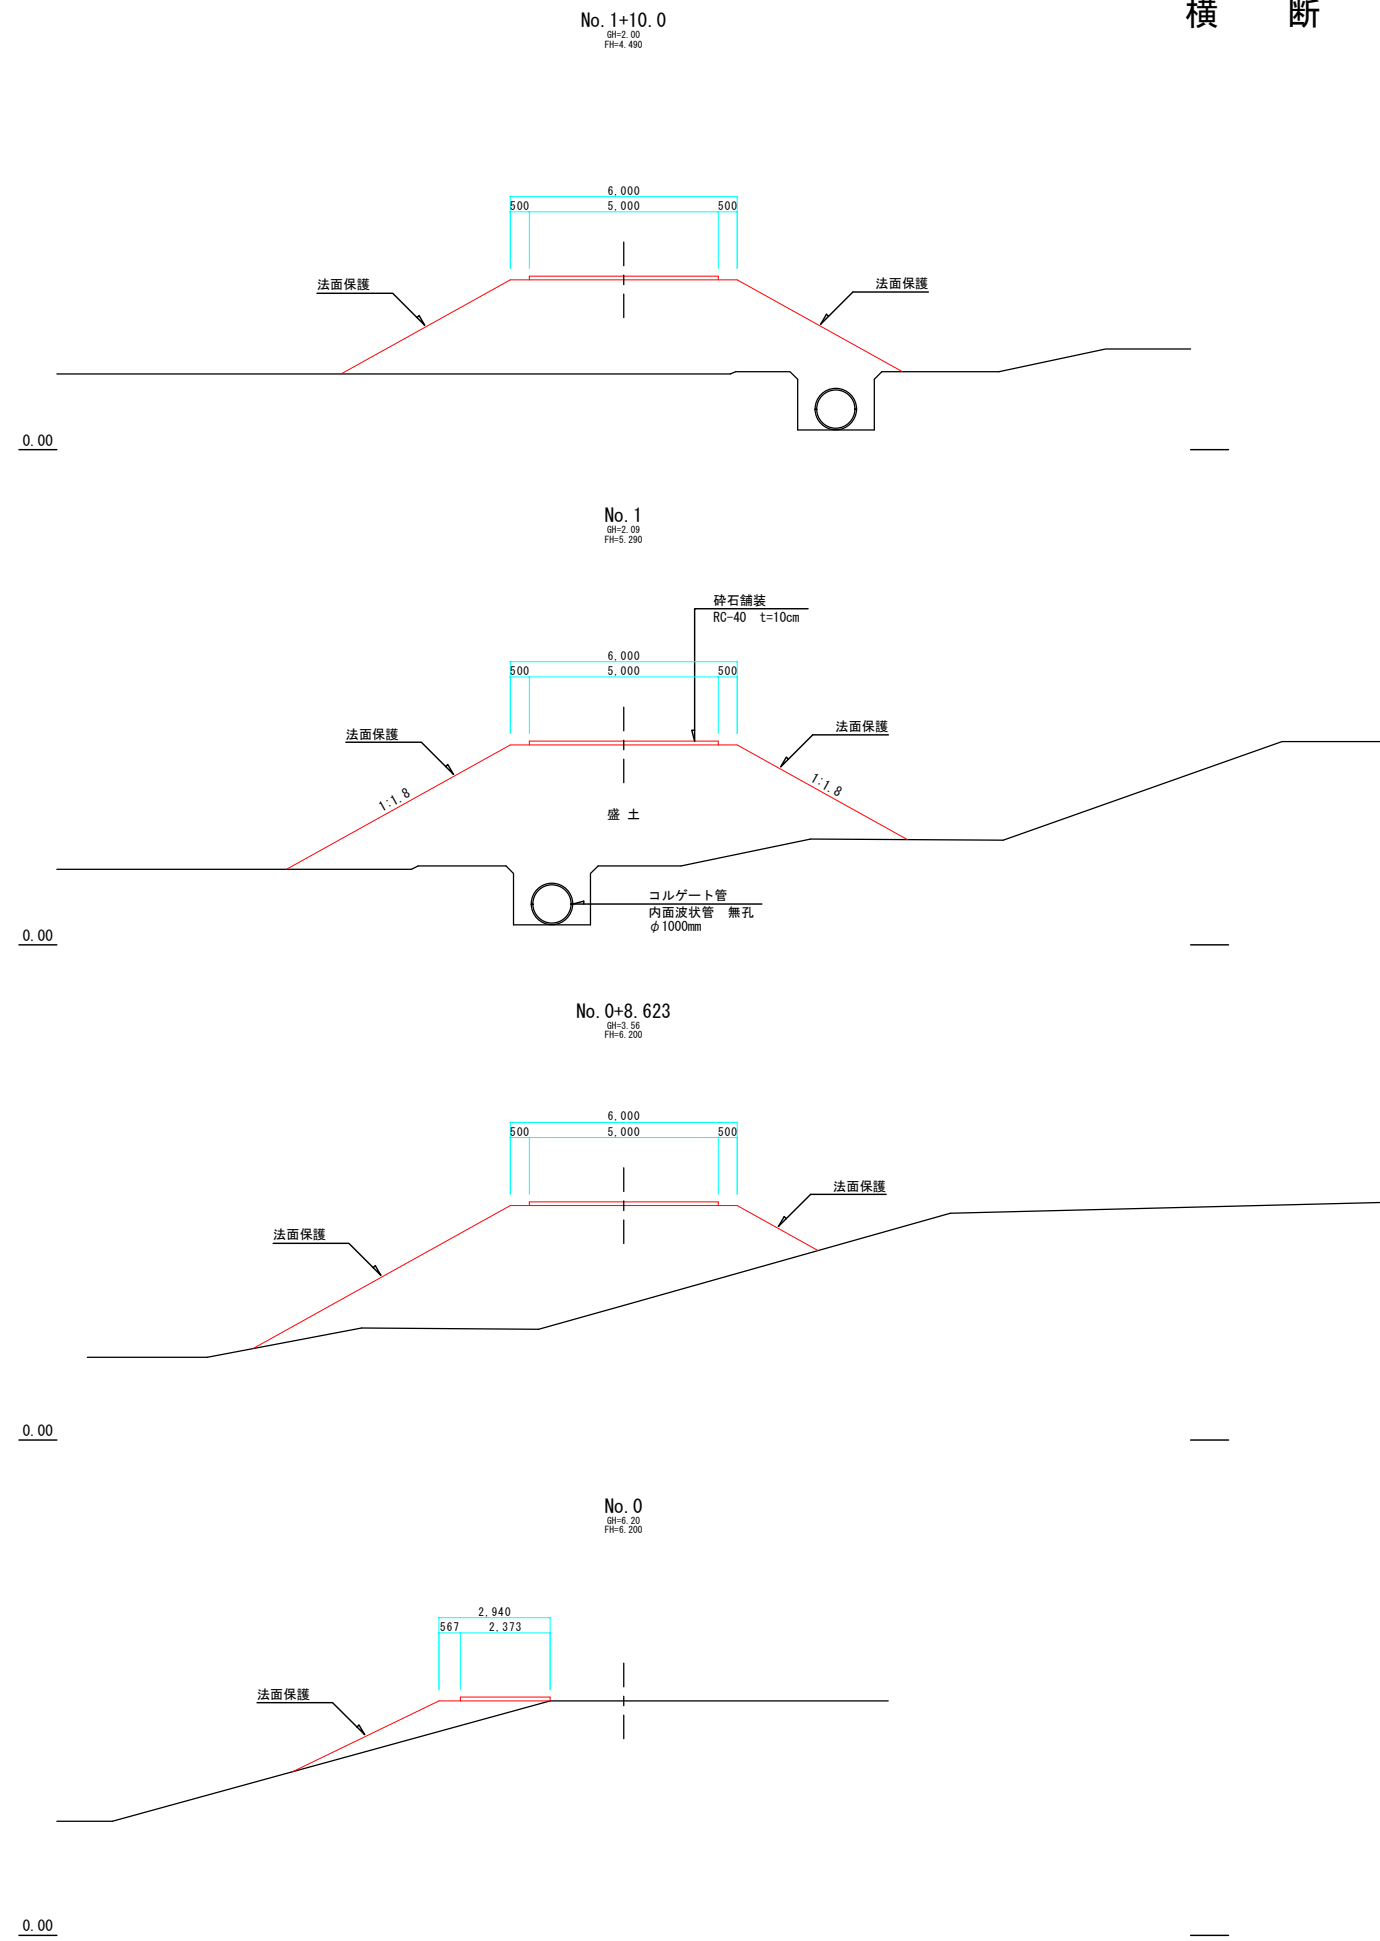 横 断
No.1+10.0
GH=2.00
FH=4.490
6,000
500 5,000 500
法面保護 法面保護
0.00
No.1
GH=2.09
FH=5.290
砕石舗装
RC-40 t=10cm
6,000
500 5,000 500
法面保護 法面保護
1:1.8 1:1.8
盛 土
コルゲート管
内面波状管 無孔
φ1000mm
0.00
No.0+8.623
GH=3.56
FH=6.200
6,000
500 5,000 500
法面保護
法面保護
0.00
No.0
GH=6.20
FH=6.200
2,940
567 2,373
法面保護
0.00